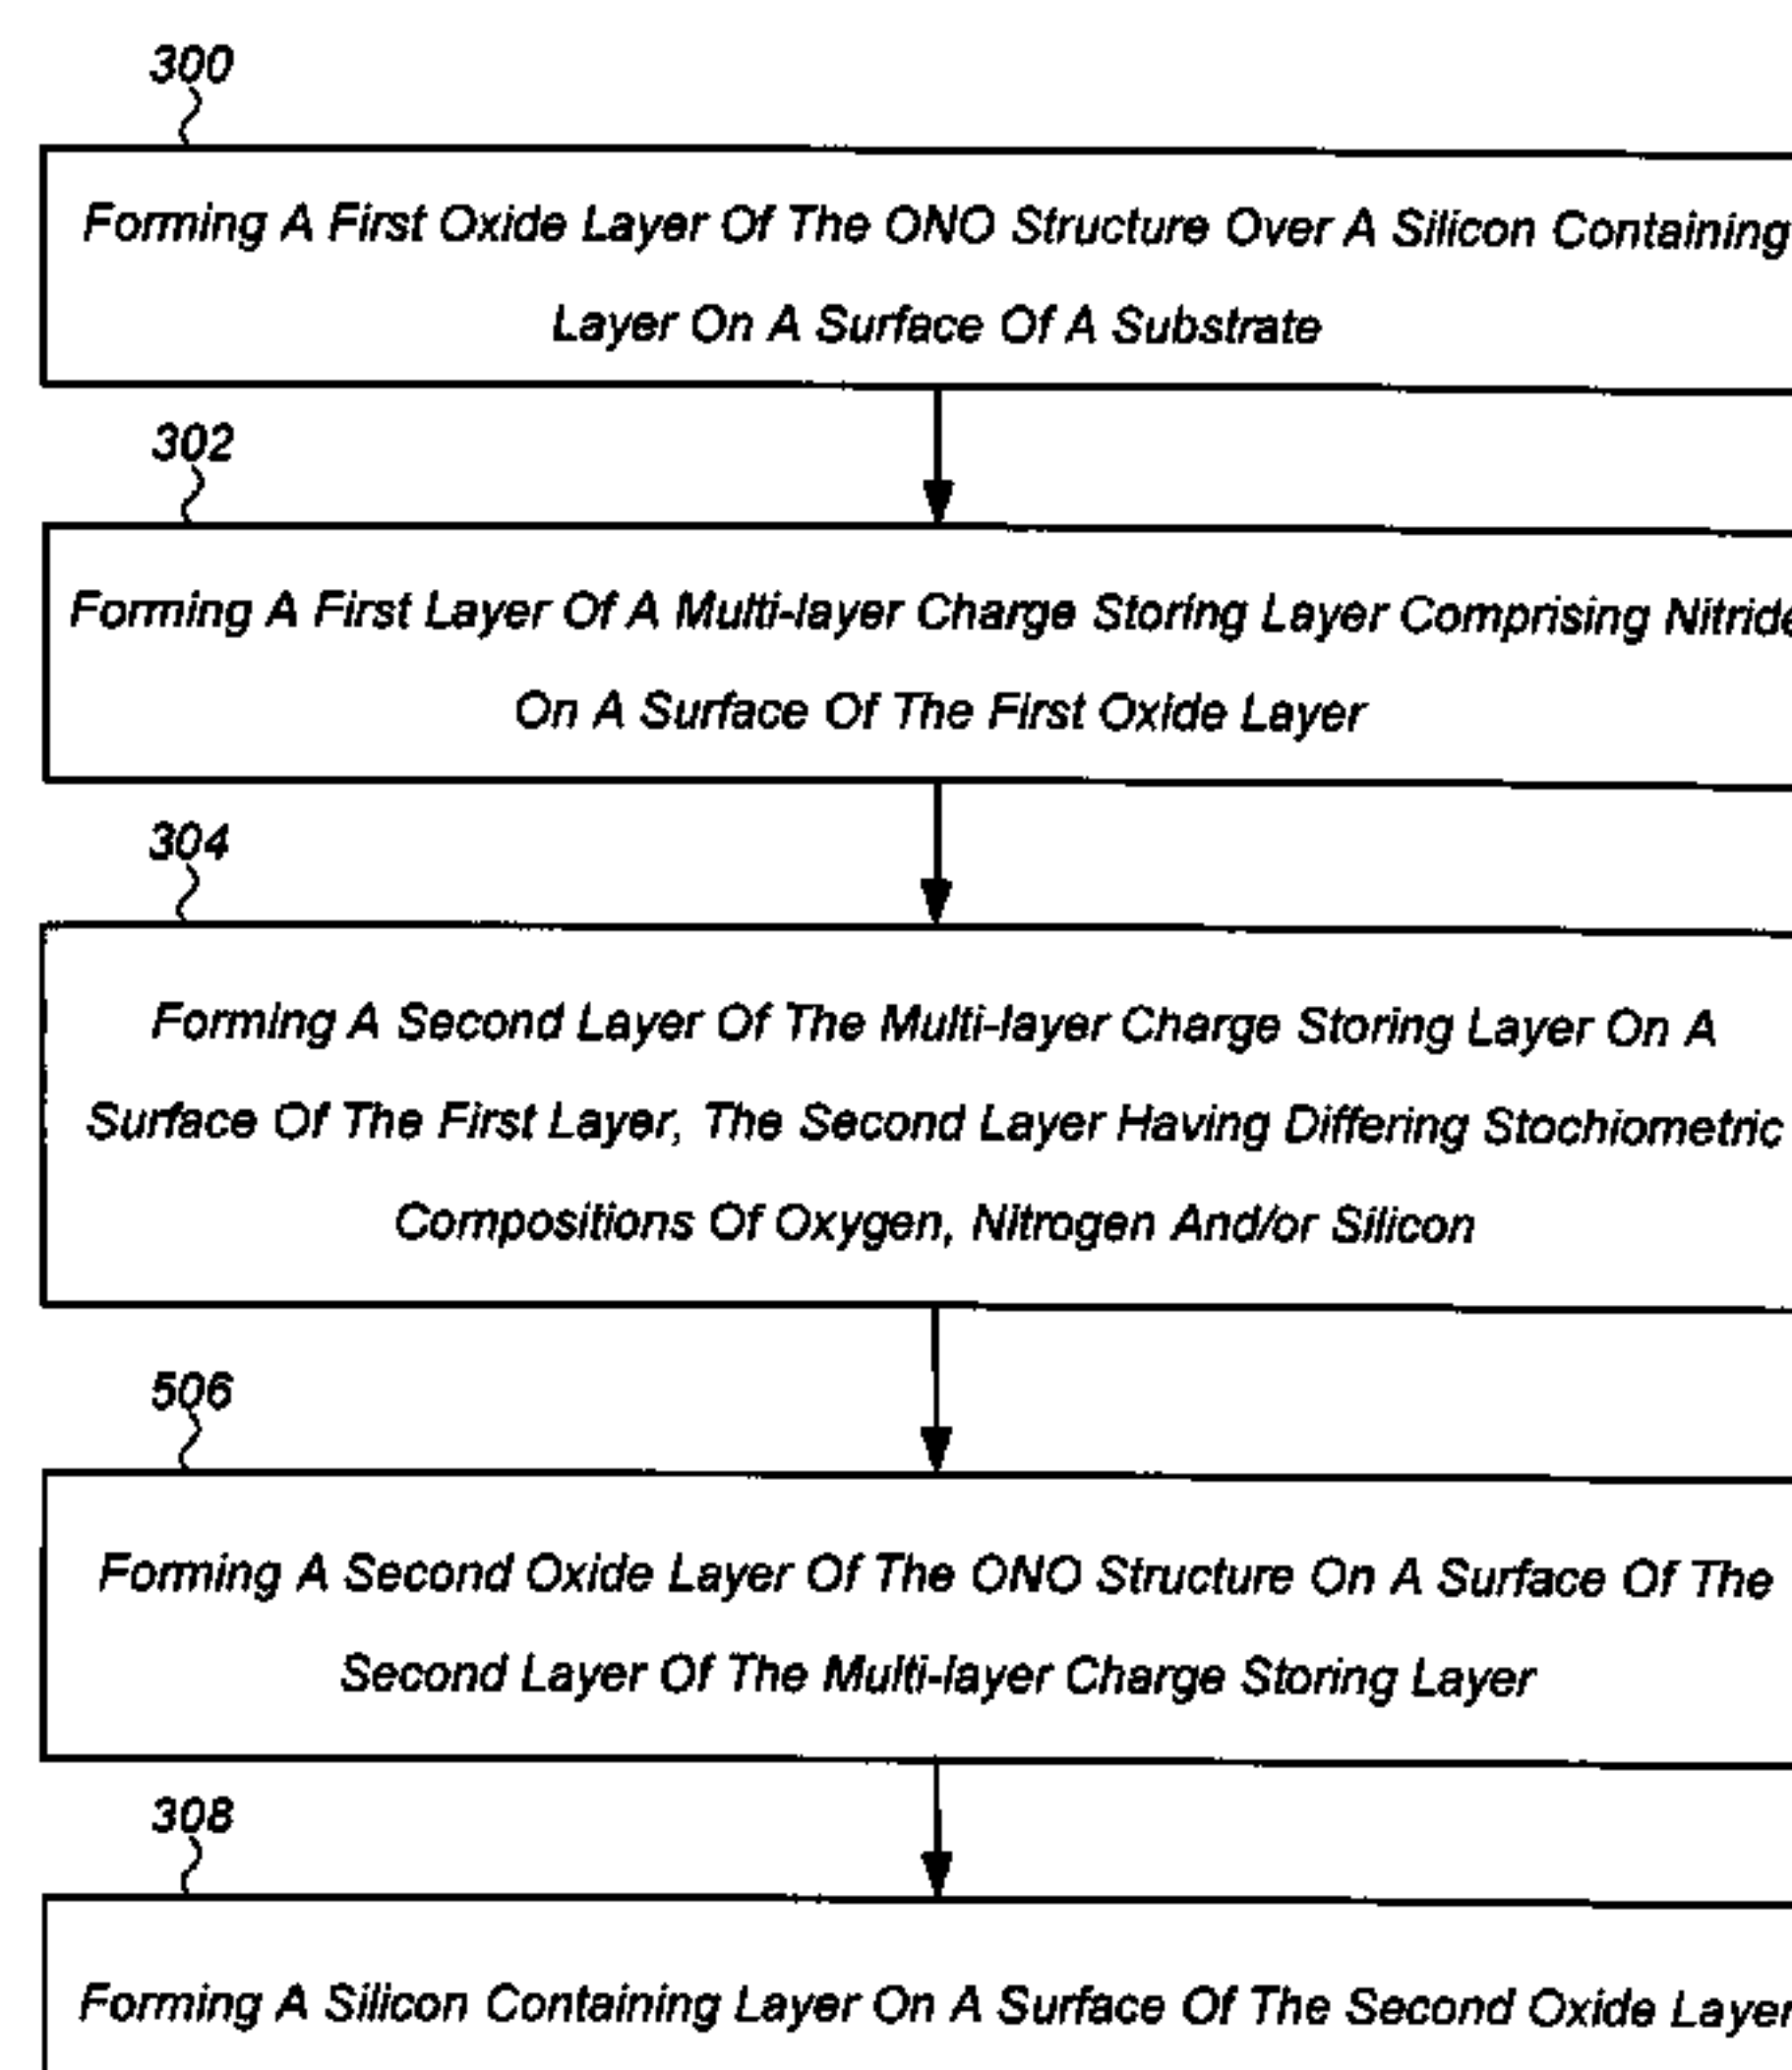 300
Forming A First Oxide Layer Of The ONO Structure Over A Silicon Containing
Layer On A Surface Of A Substrate
302
Forming A First Layer Of A Multi-layer Charge Storing Layer Comprising Nitride
On A Surface Of The First Oxide Layer
304
Forming A Second Layer Of The Multi-layer Charge Storing Layer On A
Surface Of The First Layer, The Second Layer Having Differing Stochiometric
Compositions Of Oxygen, Nitrogen And/or Silicon
506
Forming A Second Oxide Layer Of The ONO Structure On A Surface Of The
Second Layer Of The Multi-layer Charge Storing Layer
308
Forming A Silicon Containing Layer On A Surface Of The Second Oxide Layer